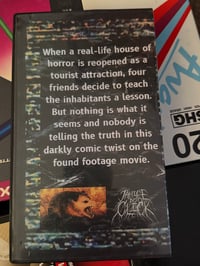 When a real-life house of
horror is reopened as a
tourist attraction, four
friends decide to teach
the inhabitants a lesson.
But nothing is what it
seems and nobody is
telling the truth in this
darkly comic twist on the
found footage movie.
20
SHG